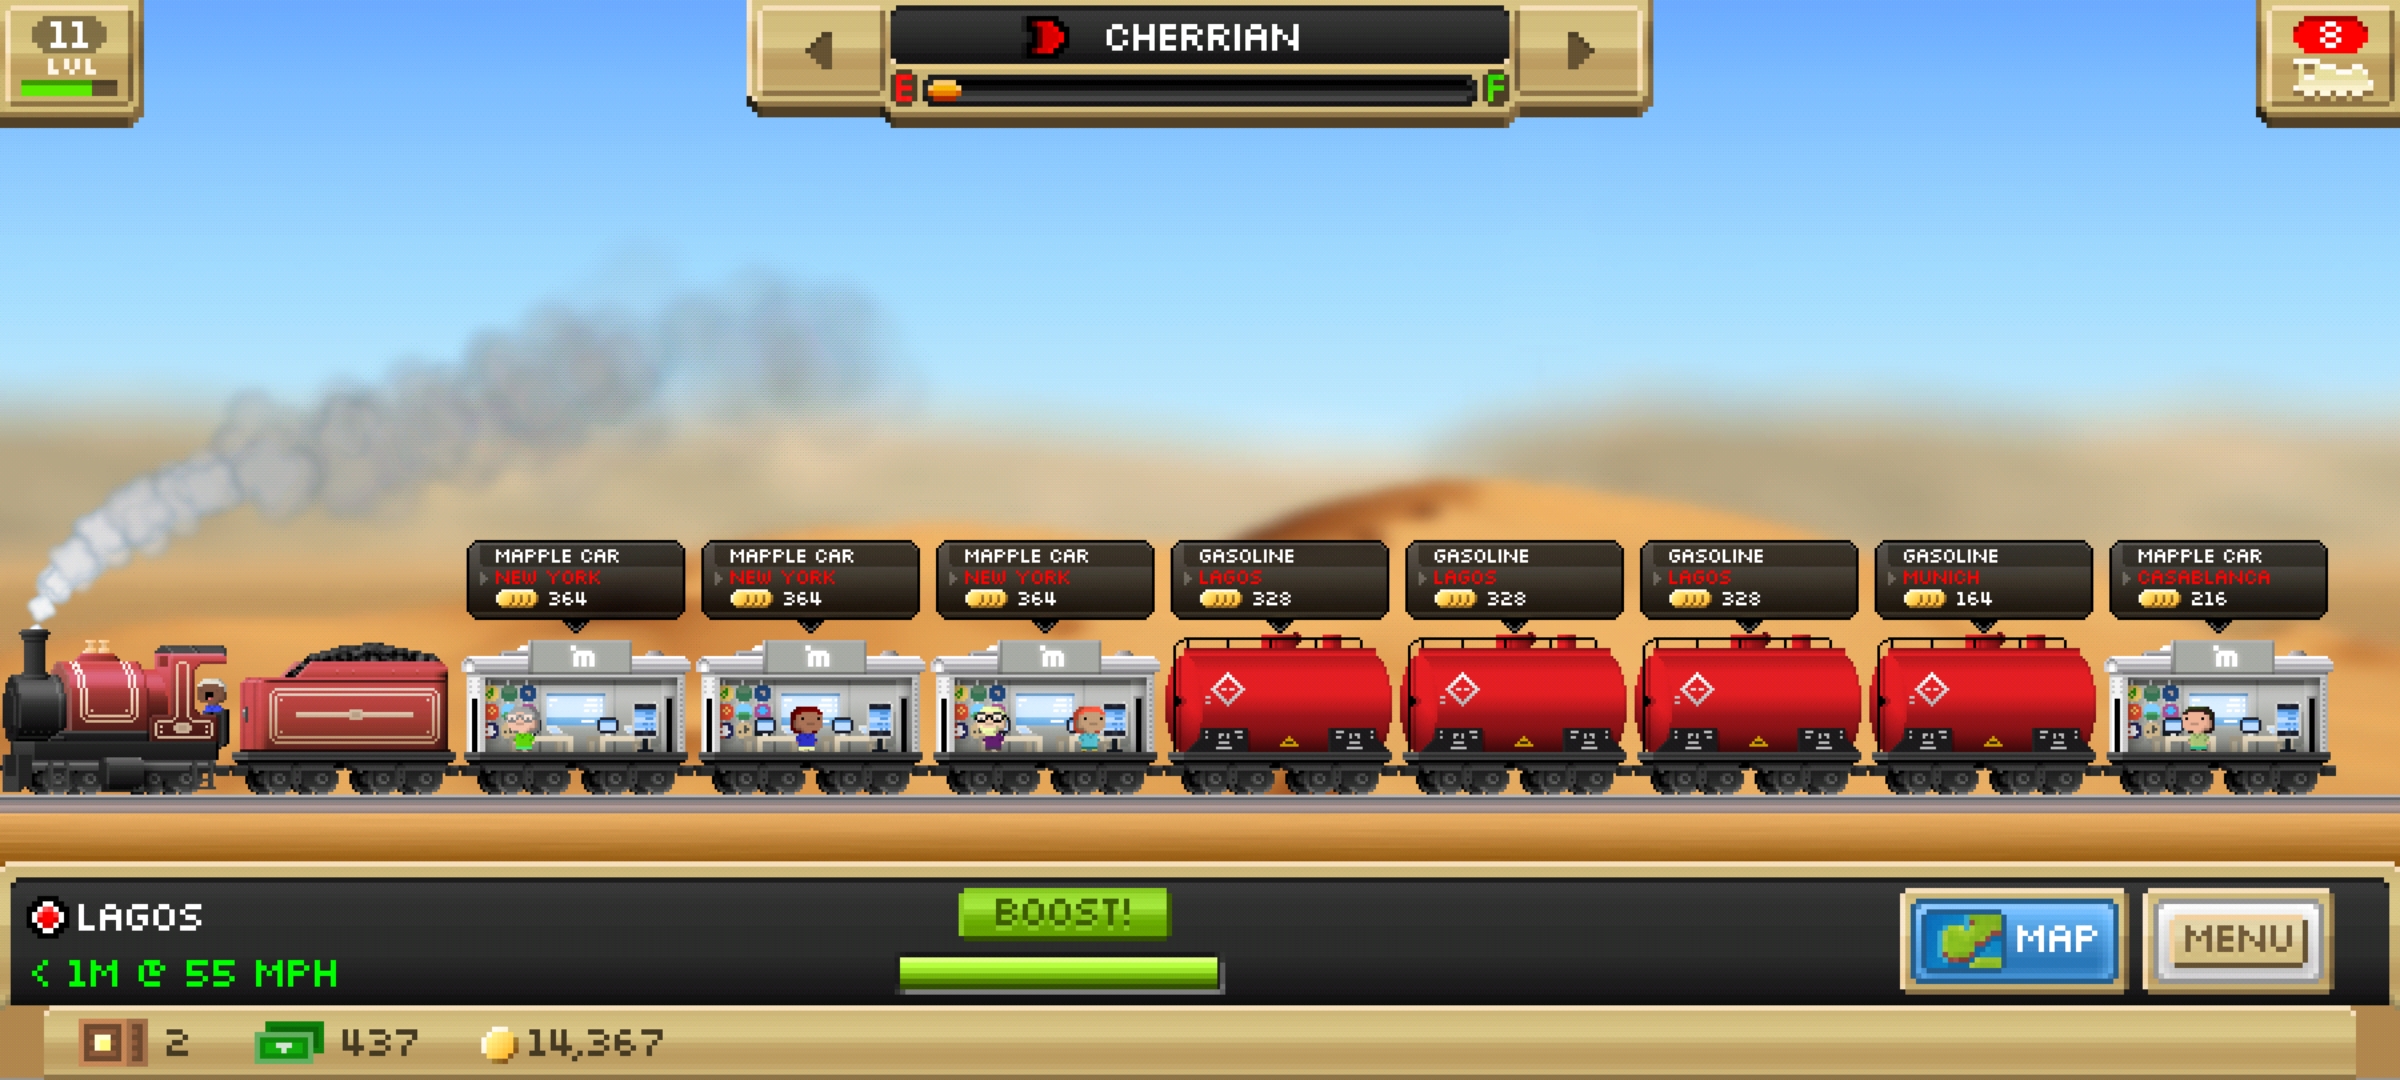 11
LVL
CHERRIAN
E F
8
MAPPLE CAR
NEW YORK
364
MAPPLE CAR
NEW YORK
364
MAPPLE CAR
NEW YORK
364
GASOLINE
LAGOS
328
GASOLINE
LAGOS
328
GASOLINE
LAGOS
328
GASOLINE
MUNICH
164
MAPPLE CAR
CASABLANCA
216
m
m
m
m
LAGOS
< 1M @ 55 MPH
BOOST!
MAP
MENU
2
437
14,367